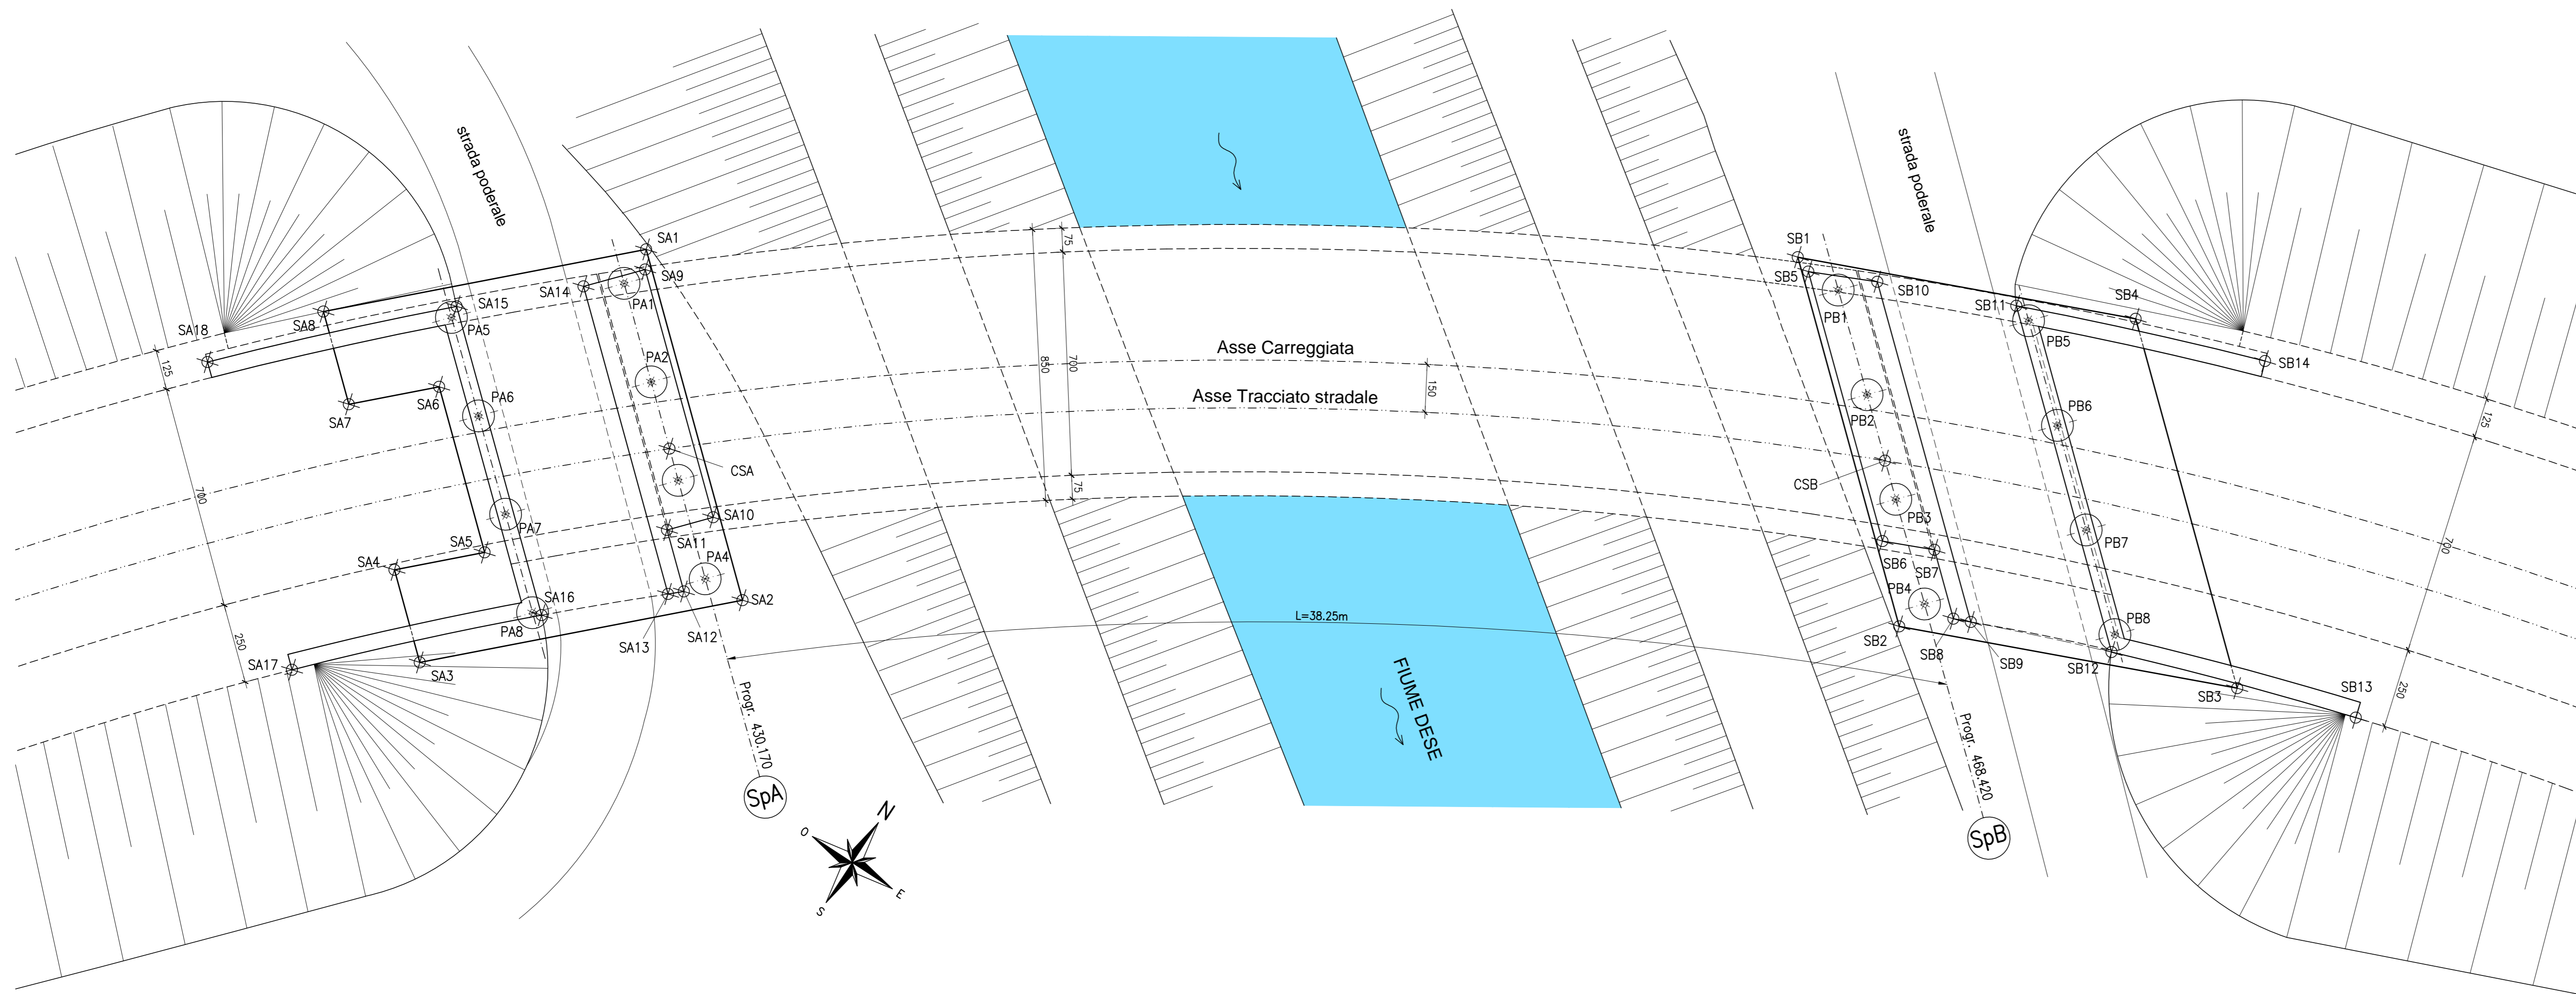 strada poderale
SA1
SA9
SA14
PA1
SA15
SA8
PA5
SA18
125
PA2
SA6
PA6
SA7
CSA
700
PA7
SA10
SA5
SA11
SA4
PA4
SA16
SA2
PA8
250
SA17
SA3
SA13
SA12
Progr. 430.170
SpA
N
O
E
S
75
850
700
75
Asse Carreggiata
150
Asse Tracciato stradale
L=38.25m
FIUME DESE
strada poderale
SB1
SB5
SB10
PB1
SB11
SB4
PB5
SB14
PB2
PB6
125
CSB
PB3
PB7
700
SB6
SB7
PB4
PB8
SB2
SB8
SB9
SB12
SB3
SB13
250
Progr. 468.420
SpB